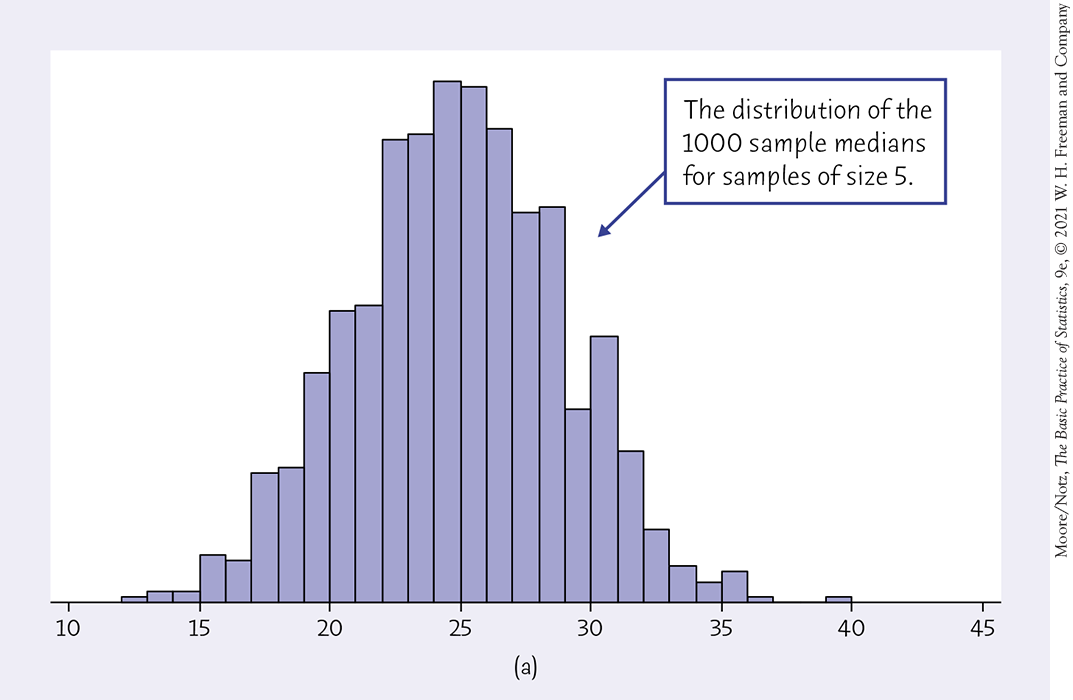 The distribution of the
1000 sample medians
for samples of size 5.
10 15 20 25 30 35 40 45
(a)
Moore/Notz, The Basic Practice of Statistics, 9e, © 2021 W. H. Freeman and Company